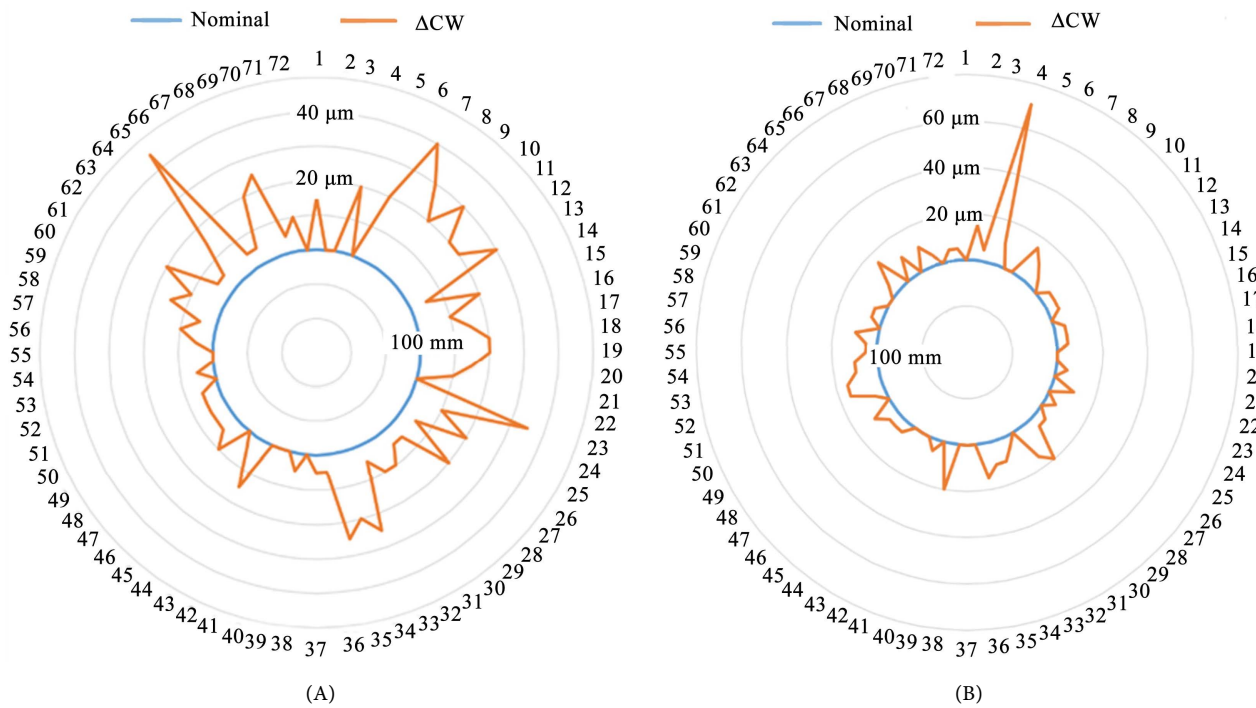 Nominal ΔCW
1 2 3 4 5 6 7 8 9 10 11 12 13 14 15 16 17 18 19 20 21 22 23 24 25 26 27 28 29 30 31 32 33 34 35 36 37 38 39 40 41 42 43 44 45 46 47 48 49 50 51 52 53 54 55 56 57 58 59 60 61 62 63 64 65 66 67 68 69 70 71 72
40 µm
20 µm
100 mm
(A)
Nominal ΔCW
1 2 3 4 5 6 7 8 9 10 11 12 13 14 15 16 17 1 1 2 2 22 23 24 25 26 27 28 29 30 31 32 33 34 35 36 37 38 39 40 41 42 43 44 45 46 47 48 49 50 51 52 53 54 55 56 57 58 59 60 61 62 63 64 65 66 67 68 69 70 71 72
60 µm
40 µm
20 µm
100 mm
(B)